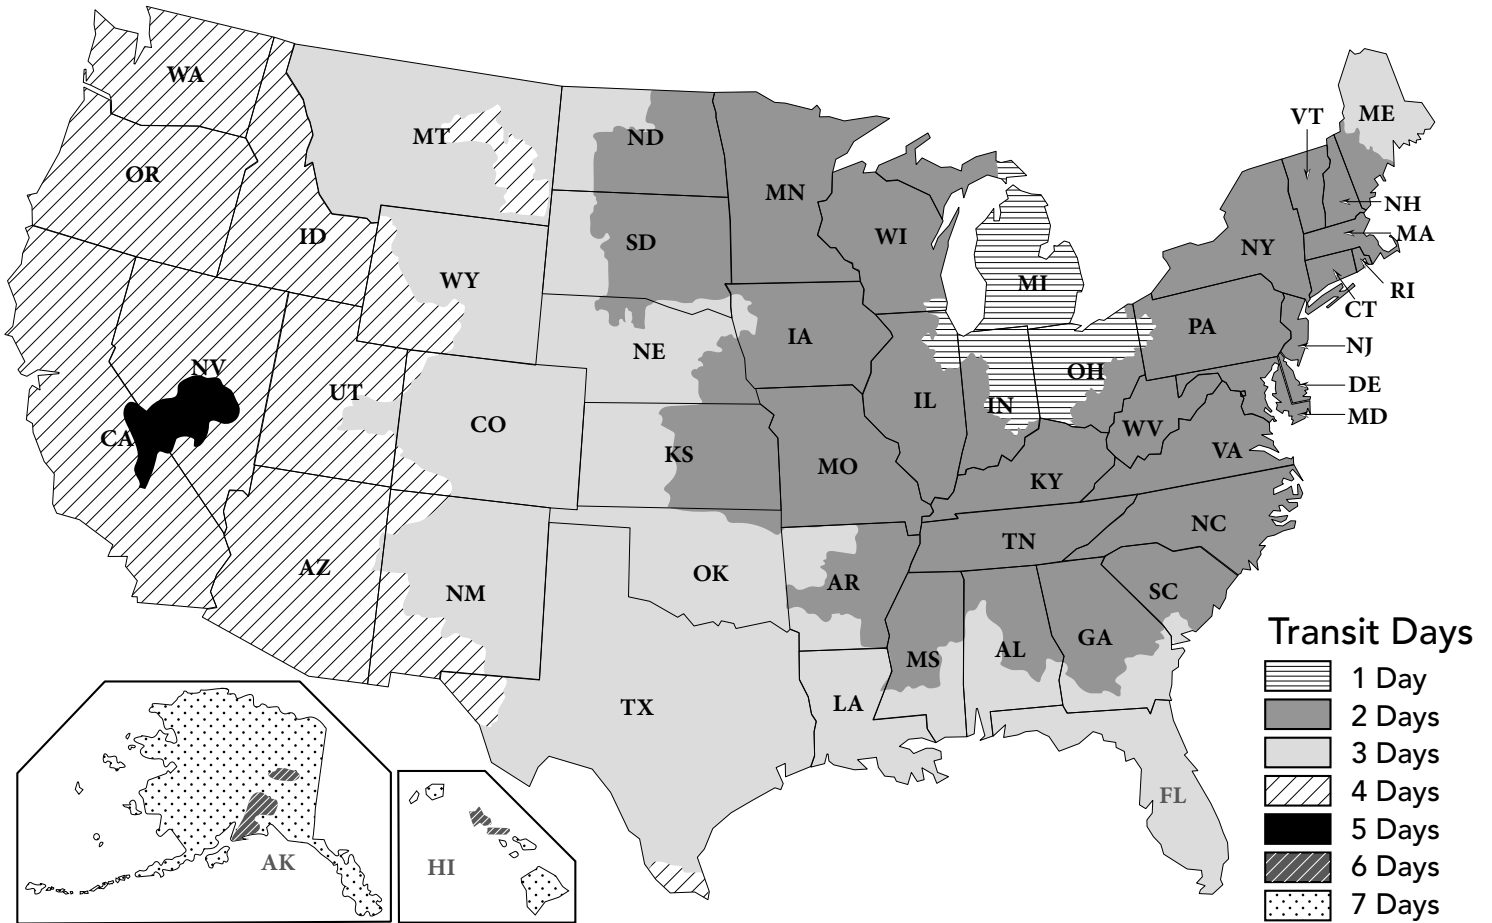 WA
OR
MT
ID
WY
ND
SD
MN
WI
MI
NE
IA
NV
UT
CO
CA
KS
MO
IL
IN
OH
PA
NY
VT
ME
NH
MA
RI
CT
NJ
DE
MD
WV
VA
KY
NC
TN
SC
AZ
NM
OK
AR
MS
AL
GA
TX
LA
FL
AK
HI
Transit Days
1 Day
2 Days
3 Days
4 Days
5 Days
6 Days
7 Days